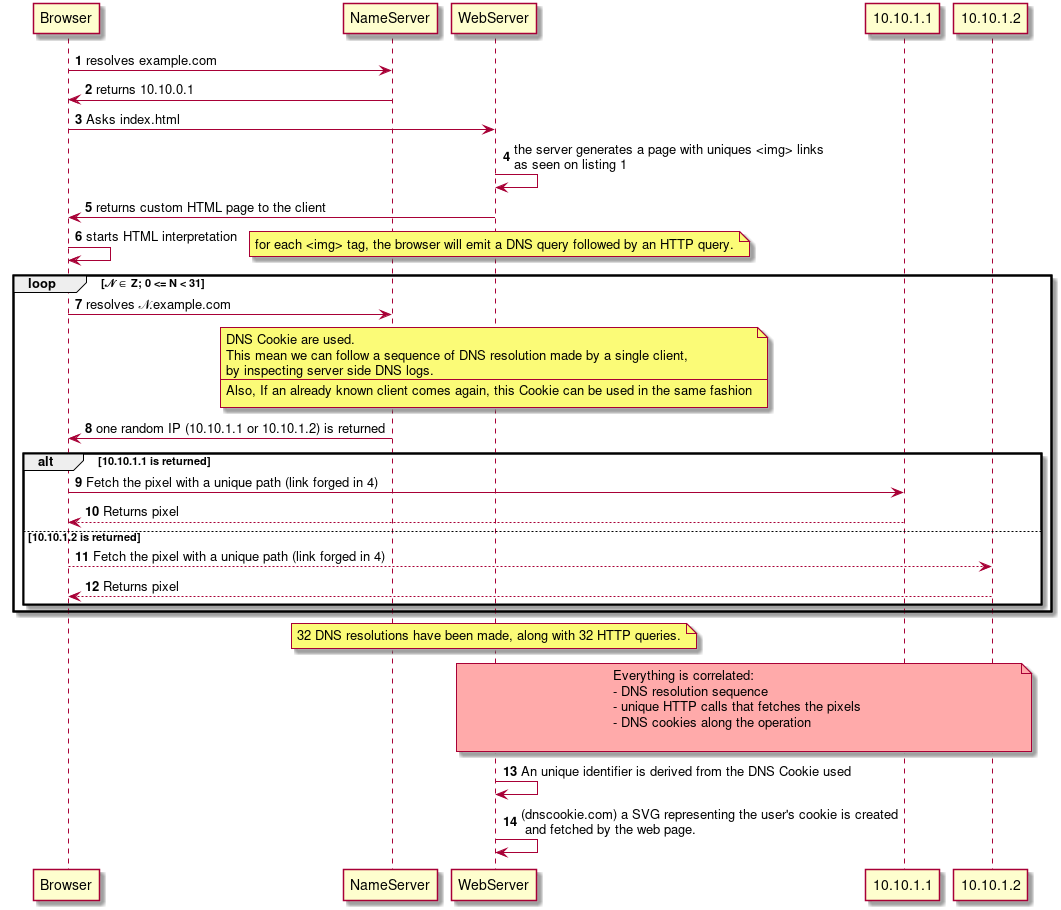 Browser
NameServer
WebServer
10.10.1.1
10.10.1.2
1 resolves example.com
2 returns 10.10.0.1
3 Asks index.html
4 the server generates a page with uniques <img> links
as seen on listing 1
5 returns custom HTML page to the client
6 starts HTML interpretation
for each <img> tag, the browser will emit a DNS query followed by an HTTP query.
loop [𝒩 ∈ Z; 0 <= N < 31]
7 resolves 𝒩.example.com
DNS Cookie are used.
This mean we can follow a sequence of DNS resolution made by a single client,
by inspecting server side DNS logs.
Also, If an already known client comes again, this Cookie can be used in the same fashion
8 one random IP (10.10.1.1 or 10.10.1.2) is returned
alt [10.10.1.1 is returned]
9 Fetch the pixel with a unique path (link forged in 4)
10 Returns pixel
[10.10.1.2 is returned]
11 Fetch the pixel with a unique path (link forged in 4)
12 Returns pixel
32 DNS resolutions have been made, along with 32 HTTP queries.
Everything is correlated:
- DNS resolution sequence
- unique HTTP calls that fetches the pixels
- DNS cookies along the operation
13 An unique identifier is derived from the DNS Cookie used
14 (dnscookie.com) a SVG representing the user's cookie is created
and fetched by the web page.
Browser
NameServer
WebServer
10.10.1.1
10.10.1.2